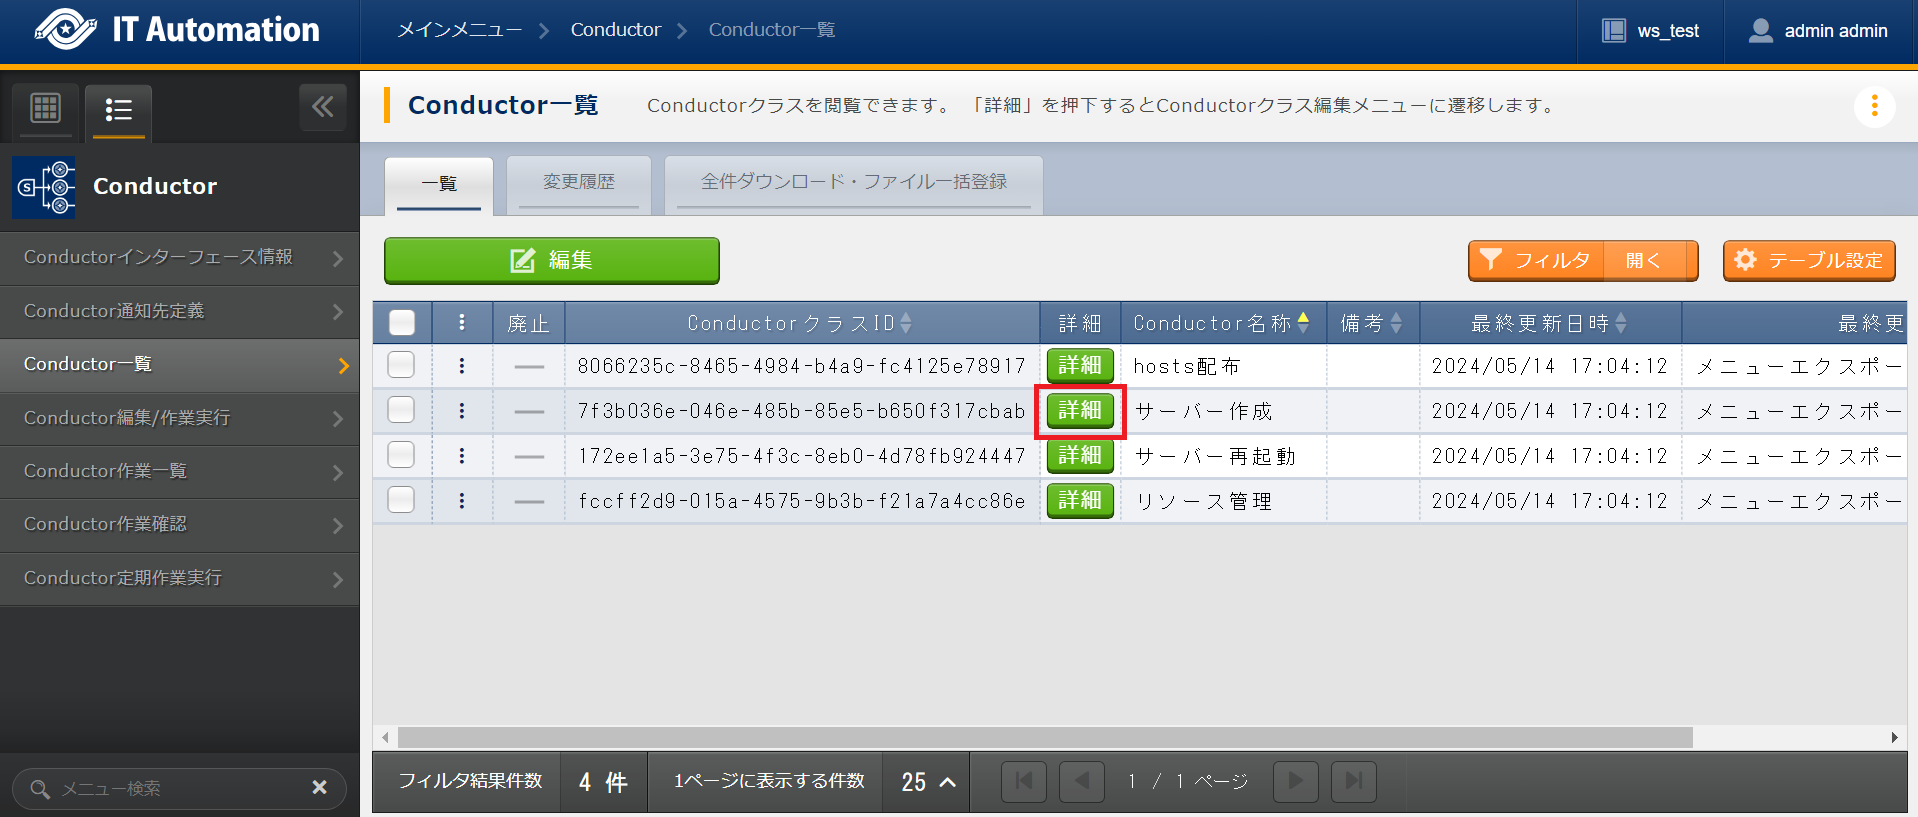 IT Automation
メインメニュー
Conductor
Conductor一覧
ws_test
admin admin
Conductor一覧
Conductorクラスを閲覧できます。 「詳細」を押下するとConductorクラス編集メニューに遷移します。
Conductor
Conductorインターフェース情報
Conductor通知先定義
Conductor一覧
Conductor編集/作業実行
Conductor作業一覧
Conductor作業確認
Conductor定期作業実行
メニュー検索
一覧
変更履歴
全件ダウンロード・ファイル一括登録
編集
フィルタ 開く
テーブル設定
廃止 ConductorクラスID 詳細 Conductor名称 備考 最終更新日時 最終更
8066235c-8465-4984-b4a9-fc4125e78917 詳細 hosts配布 2024/05/14 17:04:12 メニューエクスポー
7f3b036e-046e-485b-85e5-b650f317cbab 詳細 サーバー作成 2024/05/14 17:04:12 メニューエクスポー
172ee1a5-3e75-4f3c-8eb0-4d78fb924447 詳細 サーバー再起動 2024/05/14 17:04:12 メニューエクスポー
fccff2d9-015a-4575-9b3b-f21a7a4cc86e 詳細 リソース管理 2024/05/14 17:04:12 メニューエクスポー
フィルタ結果件数 4 件 1ページに表示する件数 25 1 / 1 ページ